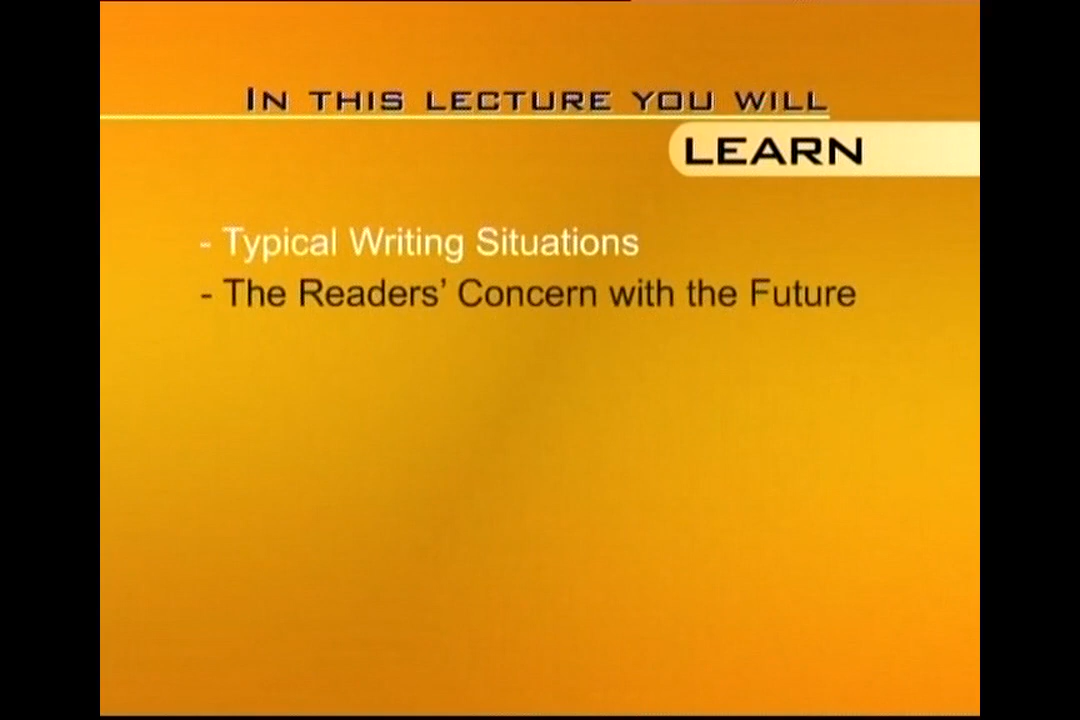 In this lecture you will
LEARN
- Typical Writing Situations
- The Readers’ Concern with the Future